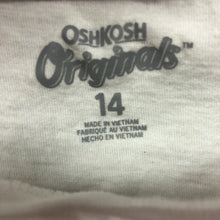 OSHKOSH
Originals™
14
MADE IN VIETNAM
FABRIQUÉ AU VIETNAM
HECHO EN VIETNAM